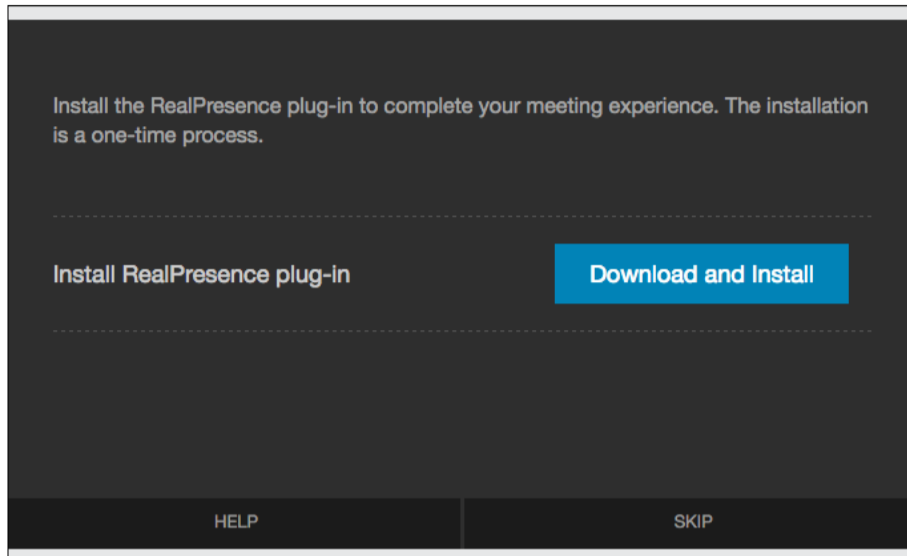 Install the RealPresence plug-in to complete your meeting experience. The installation
is a one-time process.
Install RealPresence plug-in
Download and Install
HELP
SKIP